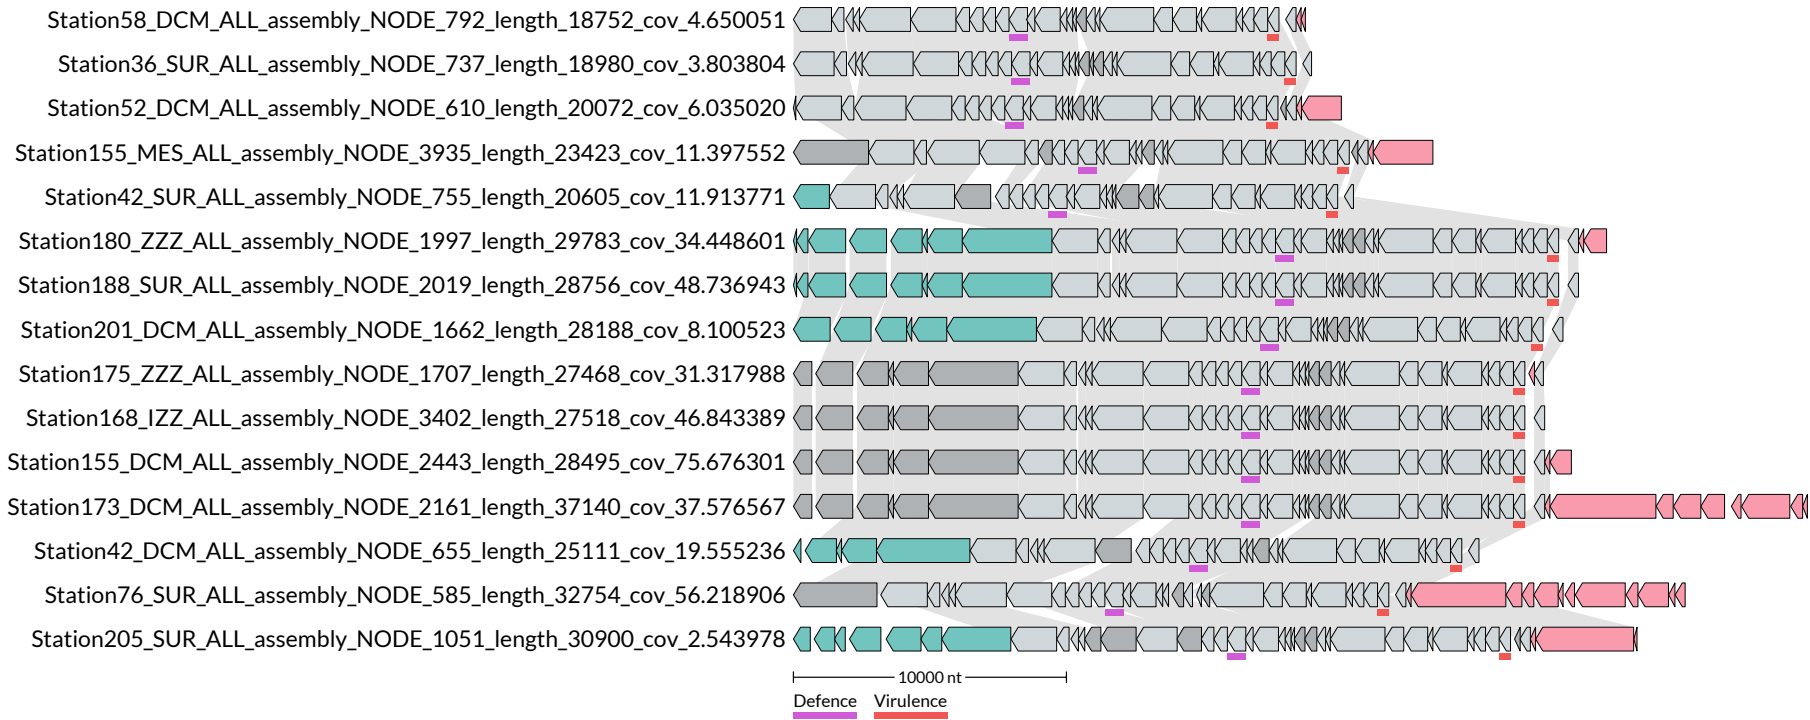 Station58_DCM_ALL_assembly_NODE_792_length_18752_cov_4.650051
Station36_SUR_ALL_assembly_NODE_737_length_18980_cov_3.803804
Station52_DCM_ALL_assembly_NODE_610_length_20072_cov_6.035020
Station155_MES_ALL_assembly_NODE_3935_length_23423_cov_11.397552
Station42_SUR_ALL_assembly_NODE_755_length_20605_cov_11.913771
Station180_ZZZ_ALL_assembly_NODE_1997_length_29783_cov_34.448601
Station188_SUR_ALL_assembly_NODE_2019_length_28756_cov_48.736943
Station201_DCM_ALL_assembly_NODE_1662_length_28188_cov_8.100523
Station175_ZZZ_ALL_assembly_NODE_1707_length_27468_cov_31.317988
Station168_IZZ_ALL_assembly_NODE_3402_length_27518_cov_46.843389
Station155_DCM_ALL_assembly_NODE_2443_length_28495_cov_75.676301
Station173_DCM_ALL_assembly_NODE_2161_length_37140_cov_37.576567
Station42_DCM_ALL_assembly_NODE_655_length_25111_cov_19.555236
Station76_SUR_ALL_assembly_NODE_585_length_32754_cov_56.218906
Station205_SUR_ALL_assembly_NODE_1051_length_30900_cov_2.543978
10000 nt
Defence Virulence